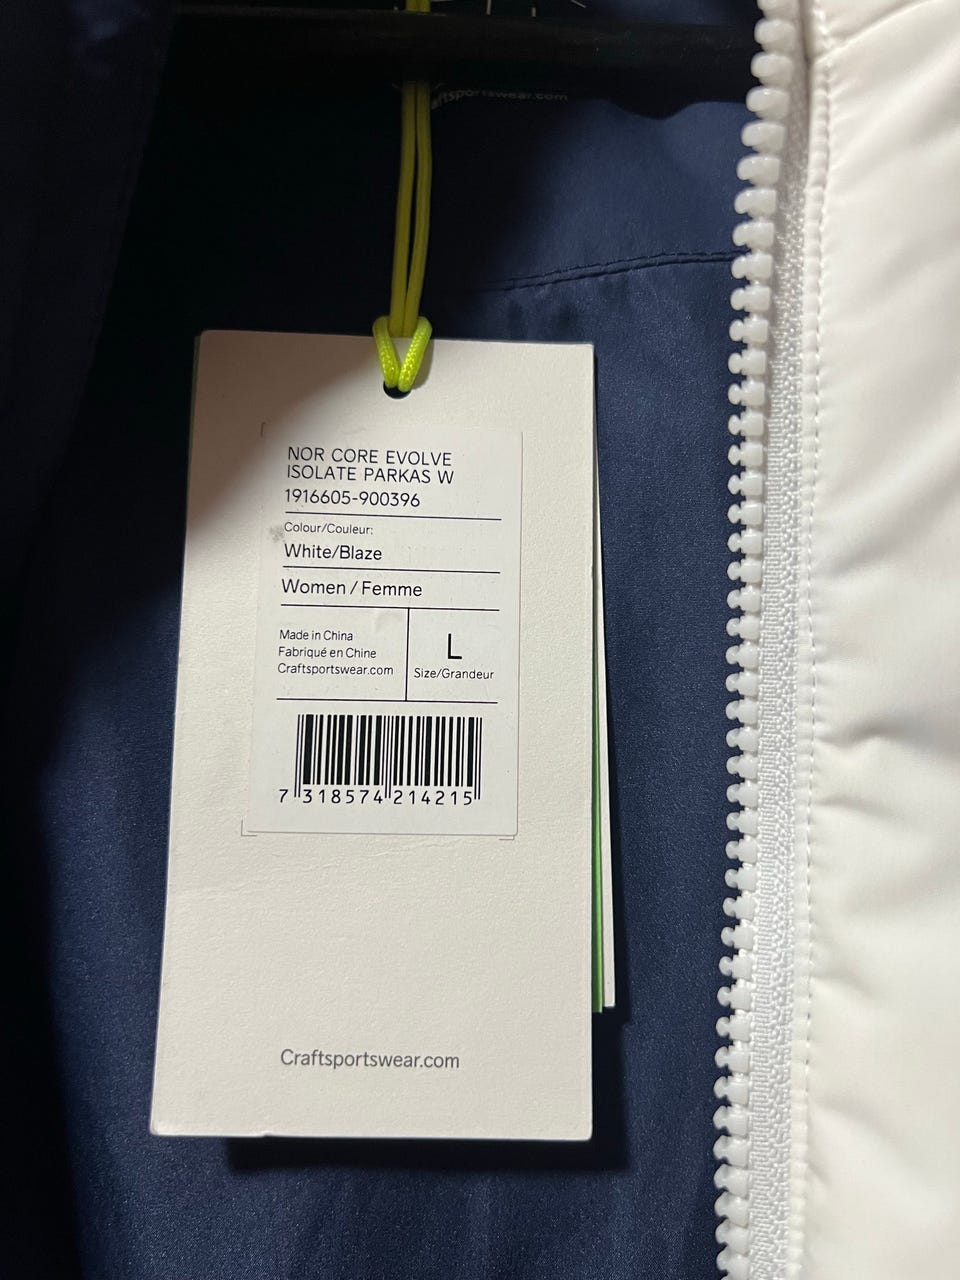 aftsportswear.com
NOR CORE EVOLVE
ISOLATE PARKAS W
1916605-900396
Colour/Couleur:
White/Blaze
Women / Femme
Made in China
Fabriqué en Chine
Craftsportswear.com
L
Size/Grandeur
7 318574 214215
Craftsportswear.com